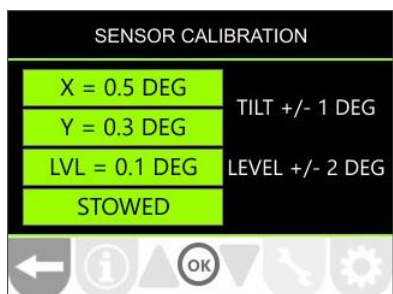 SENSOR CALIBRATION
X = 0.5 DEG
Y = 0.3 DEG
TILT +/- 1 DEG
LVL = 0.1 DEG
LEVEL +/- 2 DEG
STOWED
OK